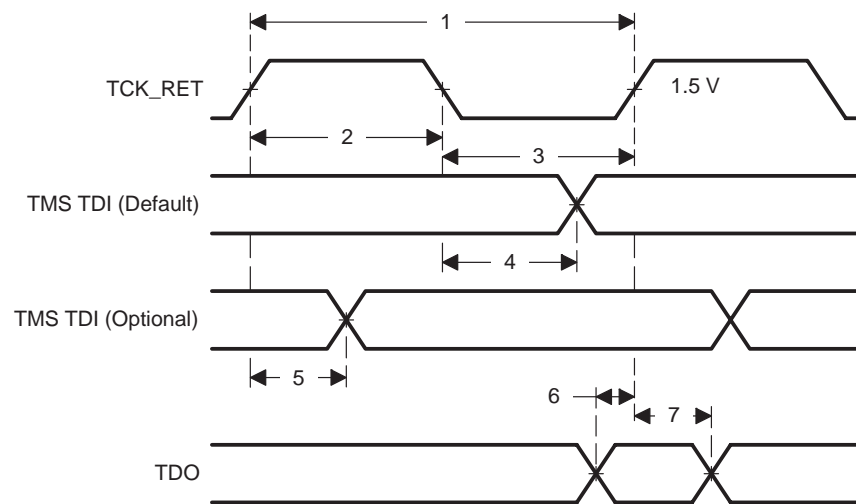 1
TCK_RET
1.5 V
2
3
TMS TDI (Default)
4
TMS TDI (Optional)
5
6
7
TDO